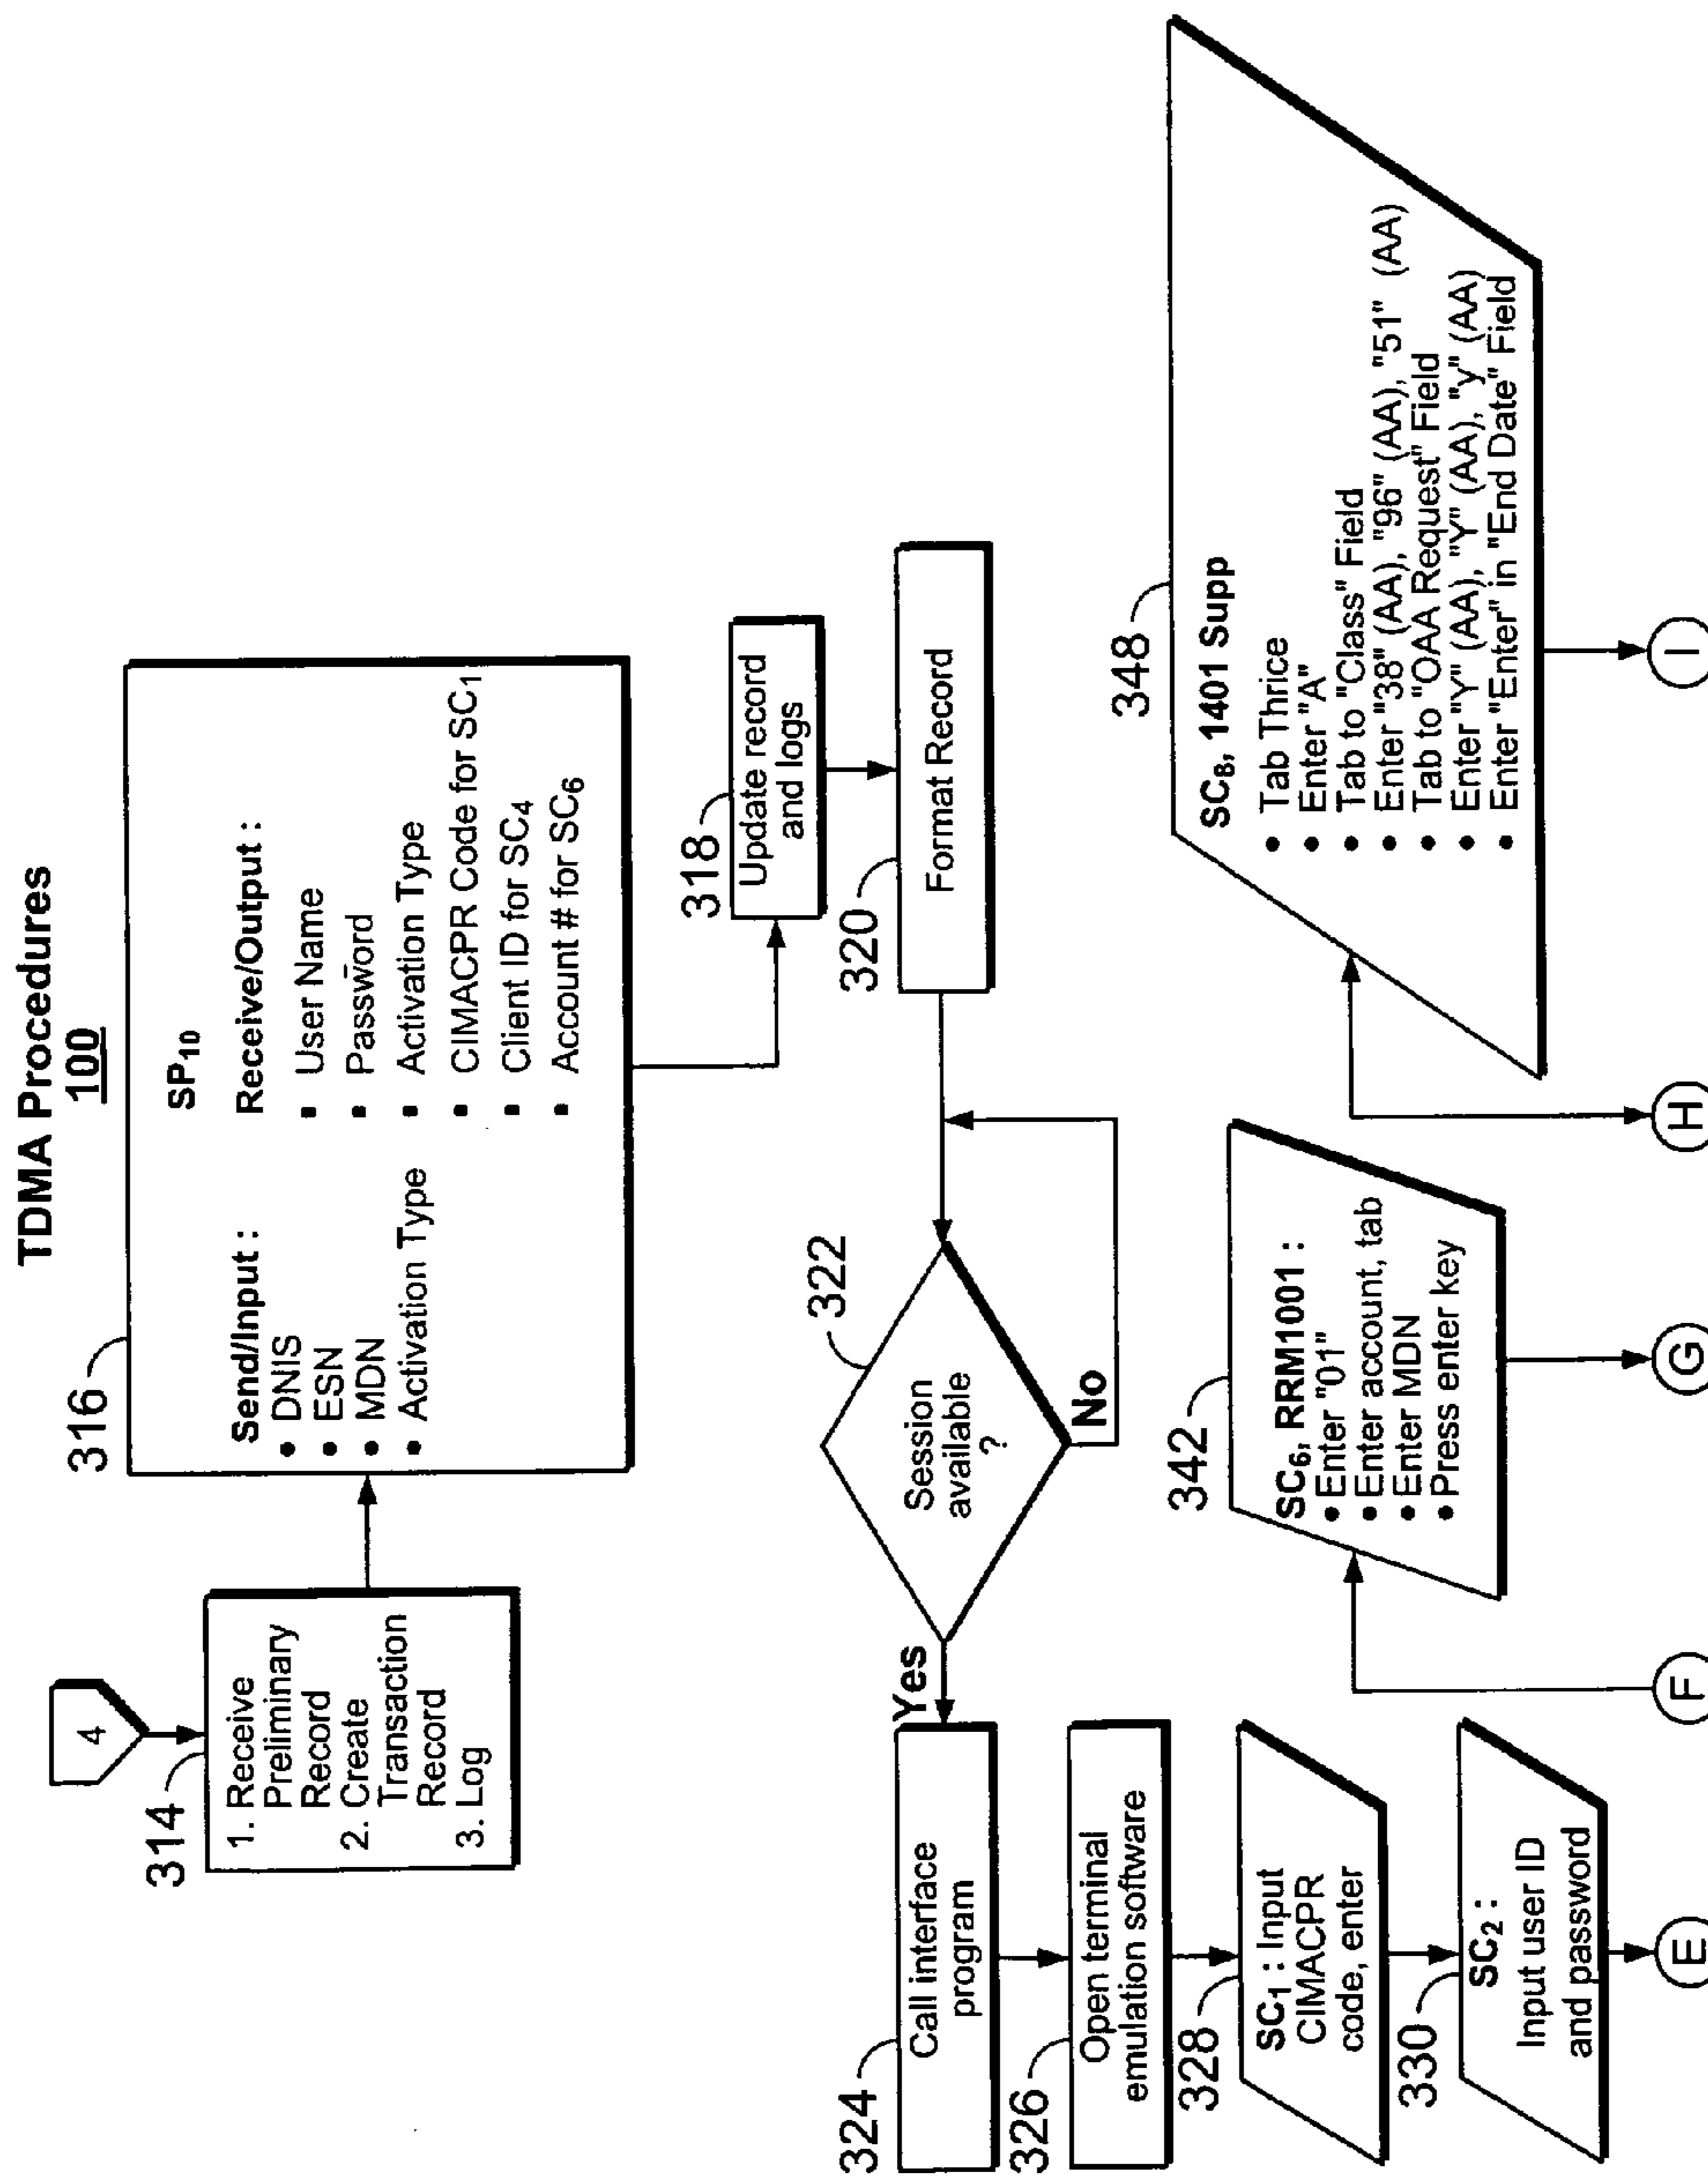 TDMA Procedures
100
4
314
1. Receive
Preliminary
Record
2. Create
Transaction
Record
3. Log
316
SP10
Send/Input :
• DNIS
• ESN
• MDN
• Activation Type
Receive/Output :
▪ User Name
▪ Password
▪ Activation Type
▪ CIMACPR Code for SC1
▪ Client ID for SC4
▪ Account # for SC6
318
Update record
and logs
320
Format Record
322
Session
available
?
No
Yes
324
Call interface
program
326
Open terminal
emulation software
328
SC1 : Input
CIMACPR
code, enter
330
SC2 :
Input user ID
and password
E
F
342
SC6, RRM1001 :
• Enter "01"
• Enter account, tab
• Enter MDN
• Press enter key
G
H
348
SC8, 1401 Supp
• Tab Thrice
• Enter "A"
• Tab to "Class" Field
• Enter "38" (AA), "96" (AA), "51" (AA)
• Tab to "OAA Request" Field
• Enter "Y" (AA), "Y" (AA), "y" (AA)
• Enter "Enter" in "End Date" Field
I